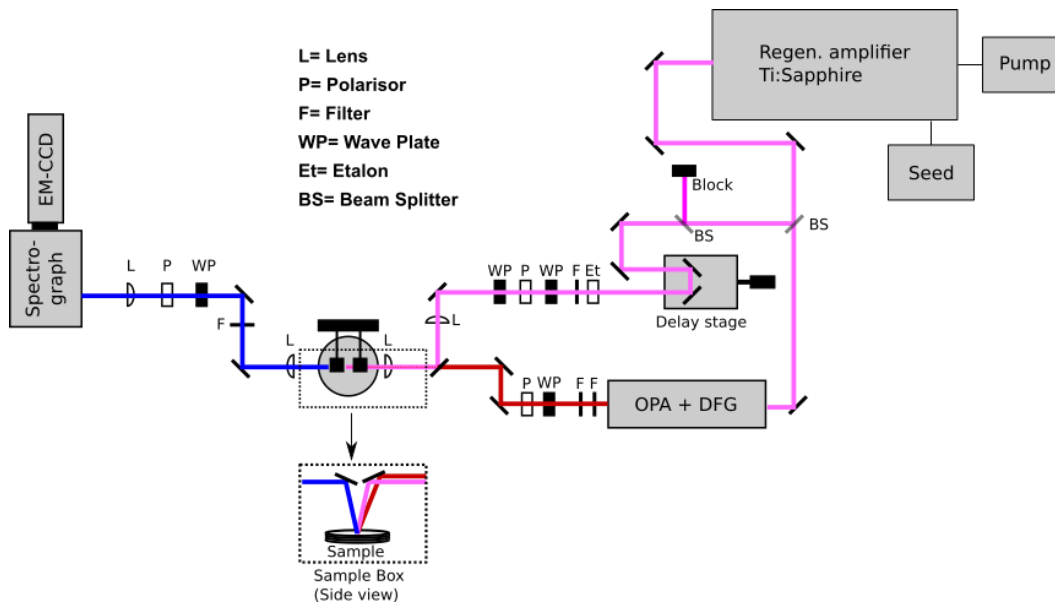 L= Lens
P= Polarisor
F= Filter
WP= Wave Plate
Et= Etalon
BS= Beam Splitter
Regen. amplifier
Ti:Sapphire
Pump
Seed
Block
BS
BS
EM-CCD
Spectro-
graph
L
P
WP
F
L
L
WP
P
WP
F
Et
L
Delay stage
P
WP
F
F
OPA + DFG
Sample
Sample Box
(Side view)